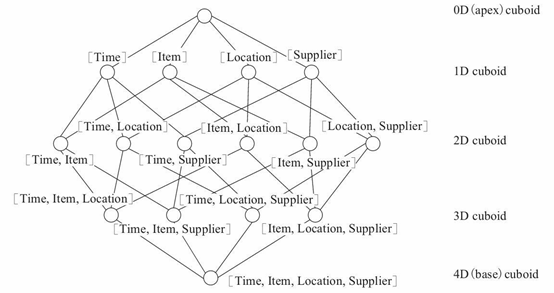 0D (apex) cuboid
[Time] [Item] [Location] [Supplier]
1D cuboid
[Time, Location] [Item, Location] [Location, Supplier]
2D cuboid
[Time, Item] [Time, Supplier] [Item, Supplier]
[Time, Item, Location] [Time, Location, Supplier]
3D cuboid
[Time, Item, Supplier] [Item, Location, Supplier]
[Time, Item, Location, Supplier]
4D (base) cuboid